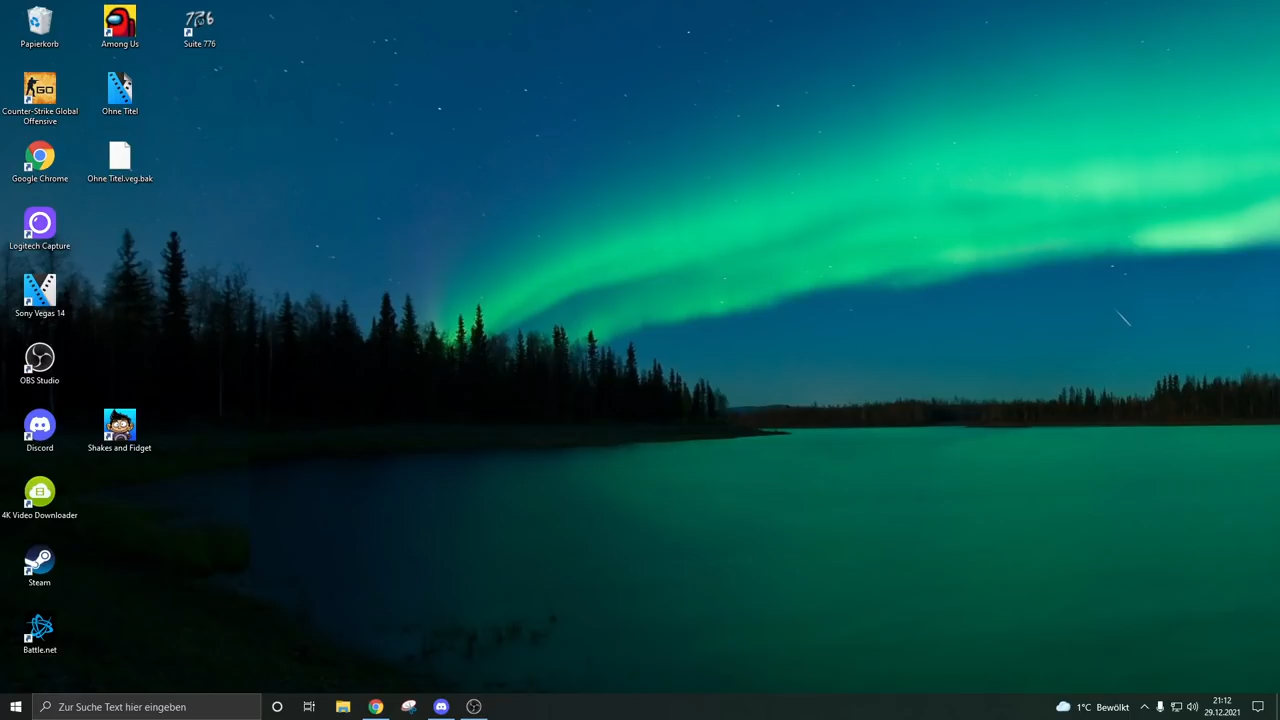 Papierkorb
Among Us
Suite 776
Counter-Strike Global
Offensive
Ohne Titel
Google Chrome
Ohne Titel.veg.bak
Logitech Capture
Sony Vegas 14
OBS Studio
Discord
Shakes and Fidget
4K Video Downloader
Steam
Battle.net
Zur Suche Text hier eingeben
1°C Bewölkt
21:12
29.12.2021
776
GO